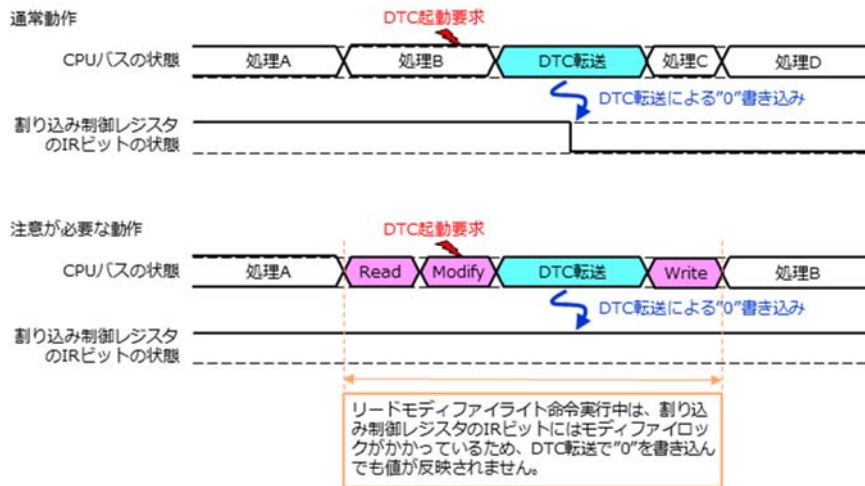 通常動作
DTC起動要求
CPUバスの状態
処理A
処理B
DTC転送
処理C
処理D
DTC転送による"0"書き込み
割り込み制御レジスタ
のIRビットの状態
注意が必要な動作
DTC起動要求
CPUバスの状態
処理A
Read
Modify
DTC転送
Write
処理B
DTC転送による"0"書き込み
割り込み制御レジスタ
のIRビットの状態
リードモディファイライト命令実行中は、割り込
み制御レジスタのIRビットにはモディファイロッ
クがかかっているため、DTC転送で"0"を書き込ん
でも値が反映されません。